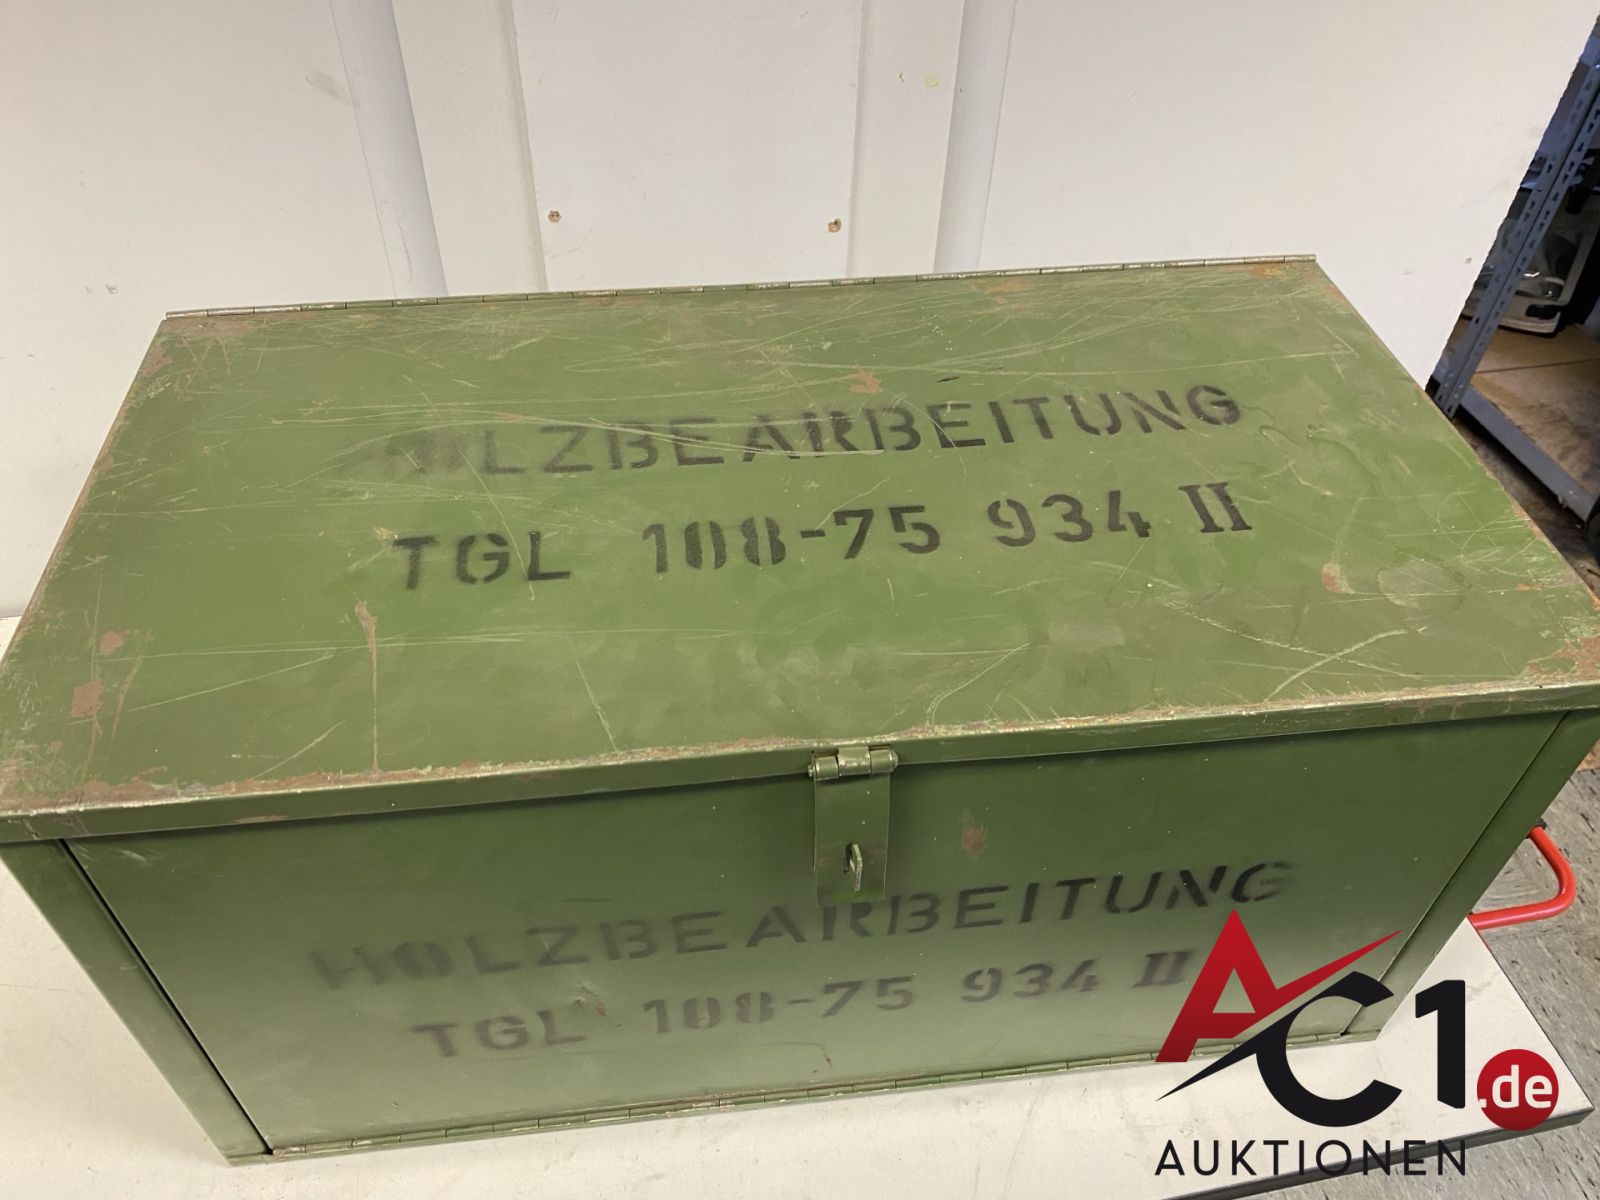 HOLZBEARBEITUNG
TGL 108-75 934 II
HOLZBEARBEITUNG
TGL 108-75 934 II
AC1.de
AUKTIONEN